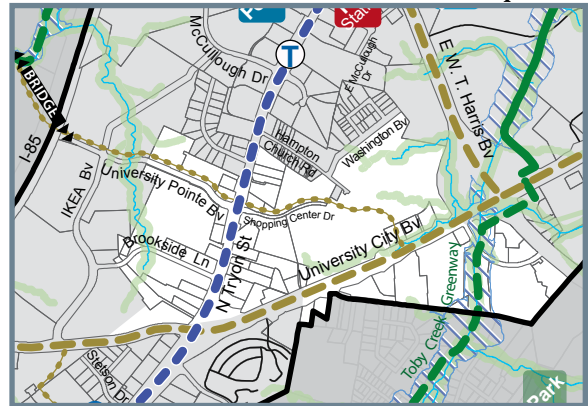 McCullough Dr
T
E McCullough
Dr
E W. T. Harris Bv
BRIDGE
I-85
Hampton
Church Rd
Washington Bv
IKEA Bv
University Pointe Bv
Shopping Center Dr
Brookside Ln
N Tryon St
University City Bv
Toby Creek Greenway
Stetson Dr
Park